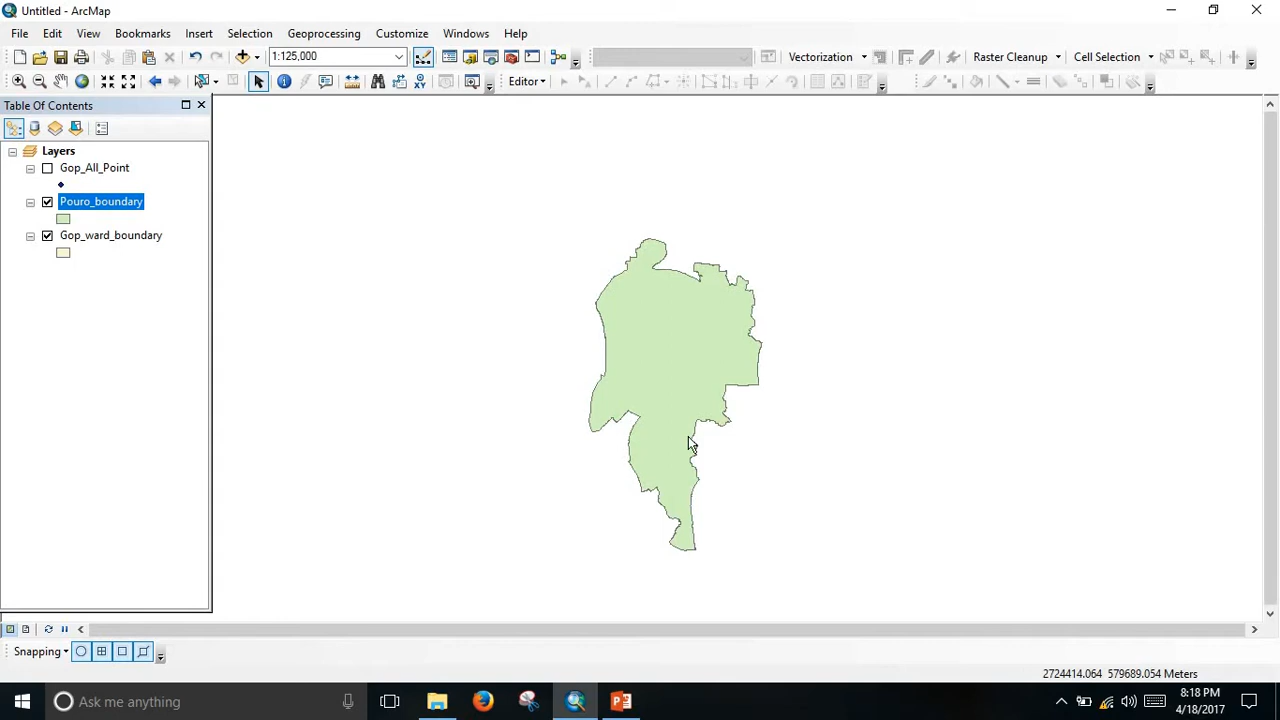 Untitled - ArcMap
File Edit View Bookmarks Insert Selection Geoprocessing Customize Windows Help
1:125,000 Vectorization Raster Cleanup Cell Selection
Editor
Table Of Contents
Layers
Gop_All_Point
Pouro_boundary
Gop_ward_boundary
Snapping
2724414.064 579689.054 Meters
Ask me anything
8:18 PM
4/18/2017